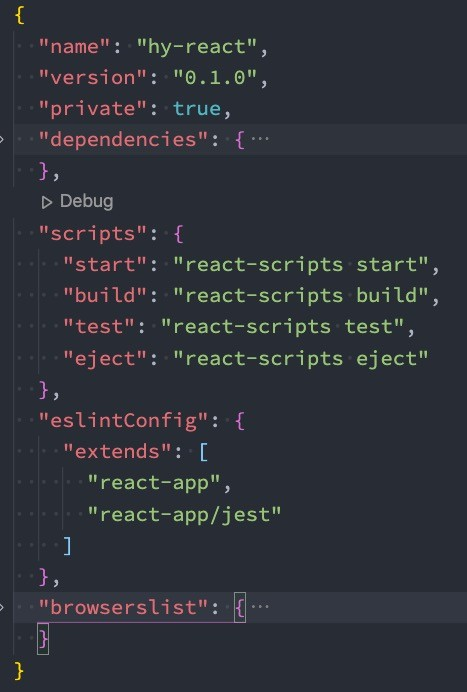 {
"name": "hy-react",
"version": "0.1.0",
"private": true,
"dependencies": {···
},
Debug
"scripts": {
"start": "react-scripts start",
"build": "react-scripts build",
"test": "react-scripts test",
"eject": "react-scripts eject"
},
"eslintConfig": {
"extends": [
"react-app",
"react-app/jest"
]
},
"browserslist": {···
}
}